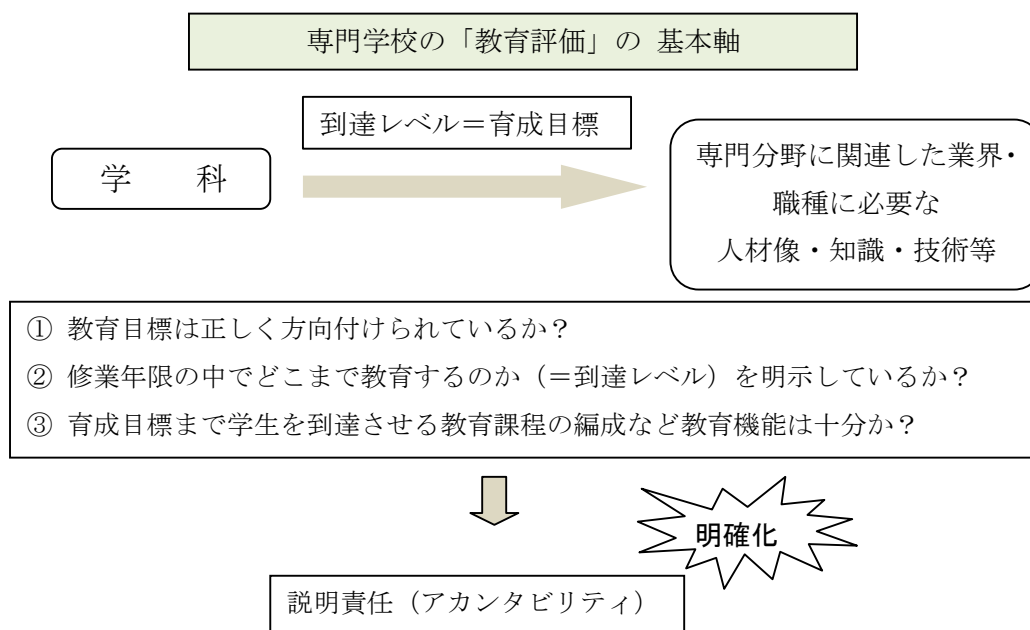 専門学校の「教育評価」の 基本軸
到達レベル＝育成目標
学　　科
専門分野に関連した業界・
職種に必要な
人材像・知識・技術等
① 教育目標は正しく方向付けられているか？
② 修業年限の中でどこまで教育するのか（＝到達レベル）を明示しているか？
③ 育成目標まで学生を到達させる教育課程の編成など教育機能は十分か？
明確化
説明責任（アカンタビリティ）